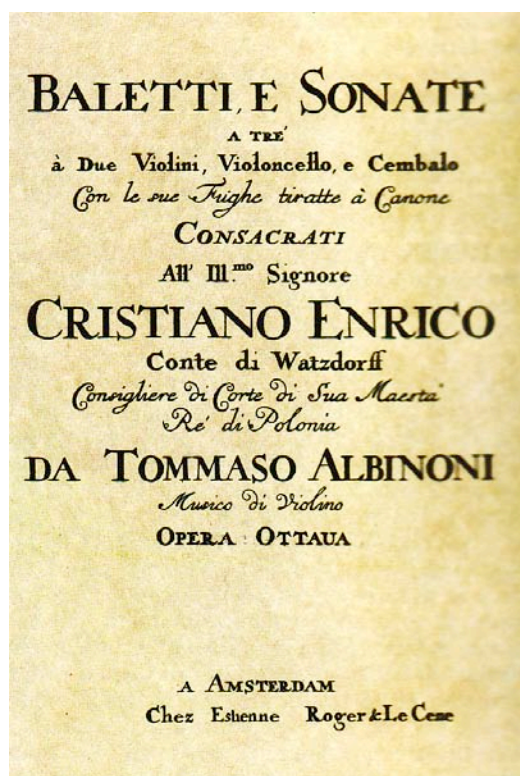 BALETTI, E SONATE
A TRE'
à Due Violini, Violoncello, e Cembalo
Con le sue Fughe tiratte à Canone
CONSACRATI
All' Ill.mo Signore
CRISTIANO ENRICO
Conte di Watzdorff
Consigliere di Corte di Sua Maesta'
Re' di Polonia
DA TOMMASO ALBINONI
Musico di Violino
OPERA OTTAUA
A AMSTERDAM
Chez Estienne Roger & Le Cene